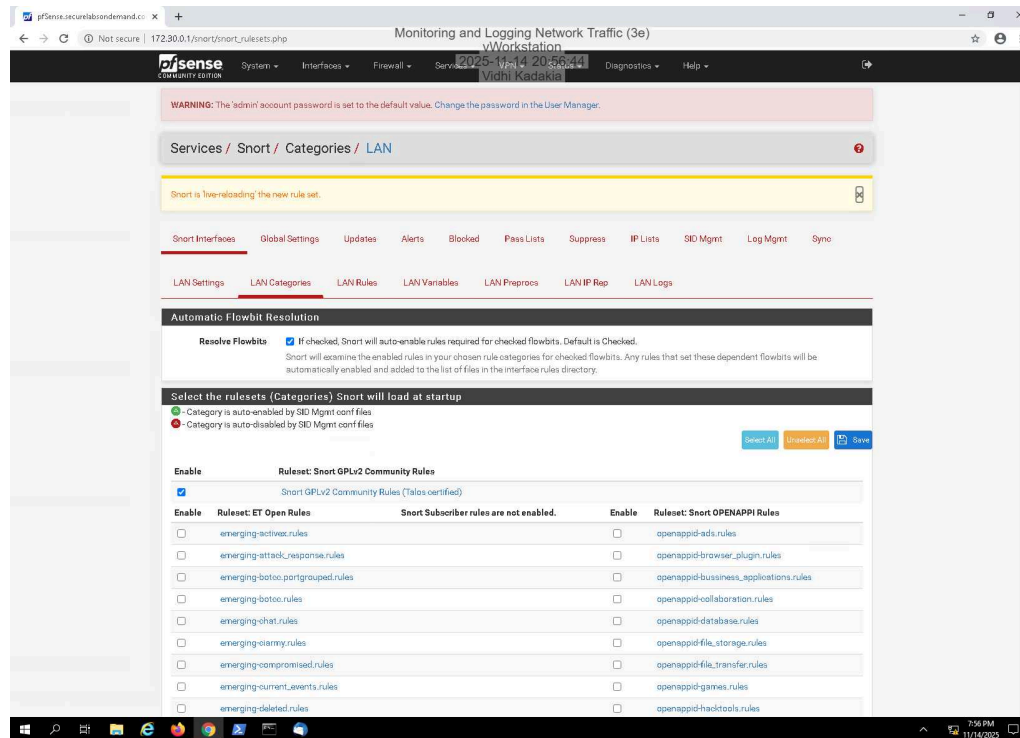 pfSense.securelabsondemand.co
Not secure | 172.30.0.1/snort/snort_rulesets.php
Monitoring and Logging Network Traffic (3e)
vWorkstation
2025-11-14 20:56:44
Vidhi Kadakia
pfsense
COMMUNITY EDITION
System Interfaces Firewall Services VPN Status Diagnostics Help
WARNING: The 'admin' account password is set to the default value. Change the password in the User Manager.
Services / Snort / Categories / LAN
Snort is 'live-reloading' the new rule set.
Snort Interfaces Global Settings Updates Alerts Blocked Pass Lists Suppress IP Lists SID Mgmt Log Mgmt Sync
LAN Settings LAN Categories LAN Rules LAN Variables LAN Preprocs LAN IP Rep LAN Logs
Automatic Flowbit Resolution
Resolve Flowbits If checked, Snort will auto-enable rules required for checked flowbits. Default is Checked.
Snort will examine the enabled rules in your chosen rule categories for checked flowbits. Any rules that set these dependent flowbits will be
automatically enabled and added to the list of files in the interface rules directory.
Select the rulesets (Categories) Snort will load at startup
- Category is auto-enabled by SID Mgmt conf files
- Category is auto-disabled by SID Mgmt conf files
Select All Unselect All Save
Enable Ruleset: Snort GPLv2 Community Rules
Snort GPLv2 Community Rules (Talos certified)
Enable Ruleset: ET Open Rules Snort Subscriber rules are not enabled. Enable Ruleset: Snort OPENAPPI Rules
emerging-activex.rules openappid-ads.rules
emerging-attack_response.rules openappid-browser_plugin.rules
emerging-botcc.portgrouped.rules openappid-bussiness_applications.rules
emerging-botcc.rules openappid-collaboration.rules
emerging-chat.rules openappid-database.rules
emerging-ciarmy.rules openappid-file_storage.rules
emerging-compromised.rules openappid-file_transfer.rules
emerging-current_events.rules openappid-games.rules
emerging-deleted.rules openappid-hacktools.rules
7:56 PM
11/14/2025